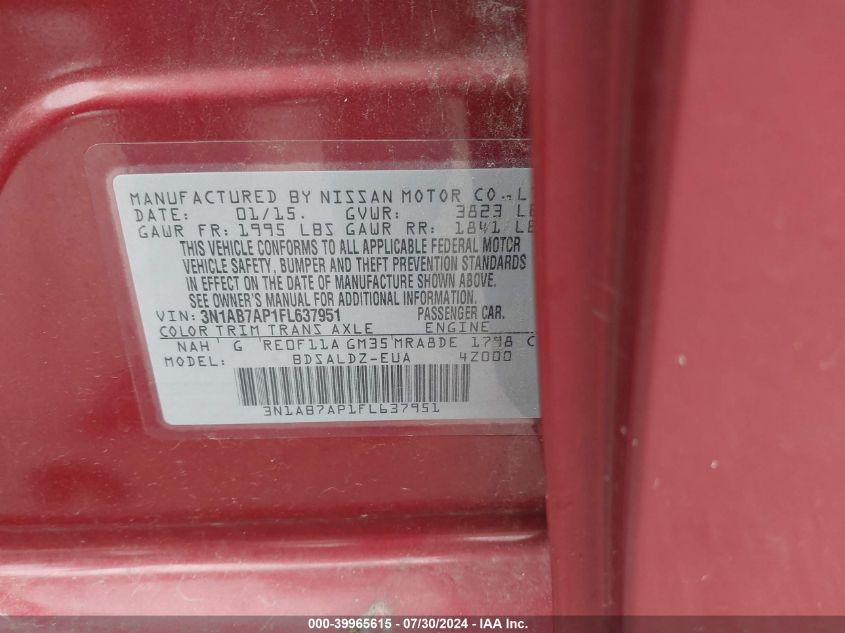 MANUFACTURED BY NISSAN MOTOR CO., L
DATE: 01/15. GVWR: 3823 LB
GAWR FR: 1995 LBS GAWR RR: 1841 LB
THIS VEHICLE CONFORMS TO ALL APPLICABLE FEDERAL MOTOR
VEHICLE SAFETY, BUMPER AND THEFT PREVENTION STANDARDS
IN EFFECT ON THE DATE OF MANUFACTURE SHOWN ABOVE.
SEE OWNER'S MANUAL FOR ADDITIONAL INFORMATION.
VIN: 3N1AB7AP1FL637951 PASSENGER CAR.
COLOR TRIM TRANS AXLE ENGINE
NAH G RE0F11A GM35 MRA8DE 1798 C
MODEL: BDSALDZ-EUA 4Z000
3N1AB7AP1FL637951
000-39965615 - 07/30/2024 - IAA Inc.